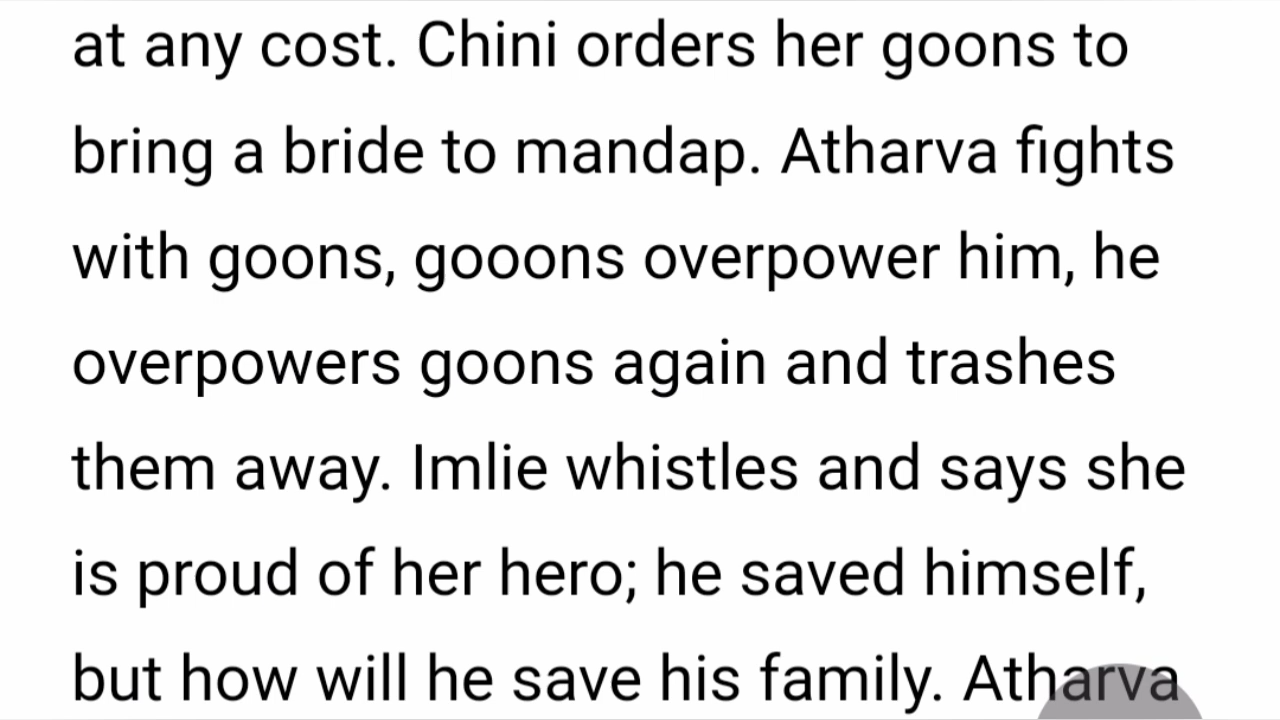 at any cost. Chini orders her goons to
bring a bride to mandap. Atharva fights
with goons, gooons overpower him, he
overpowers goons again and trashes
them away. Imlie whistles and says she
is proud of her hero; he saved himself,
but how will he save his family. Atharva